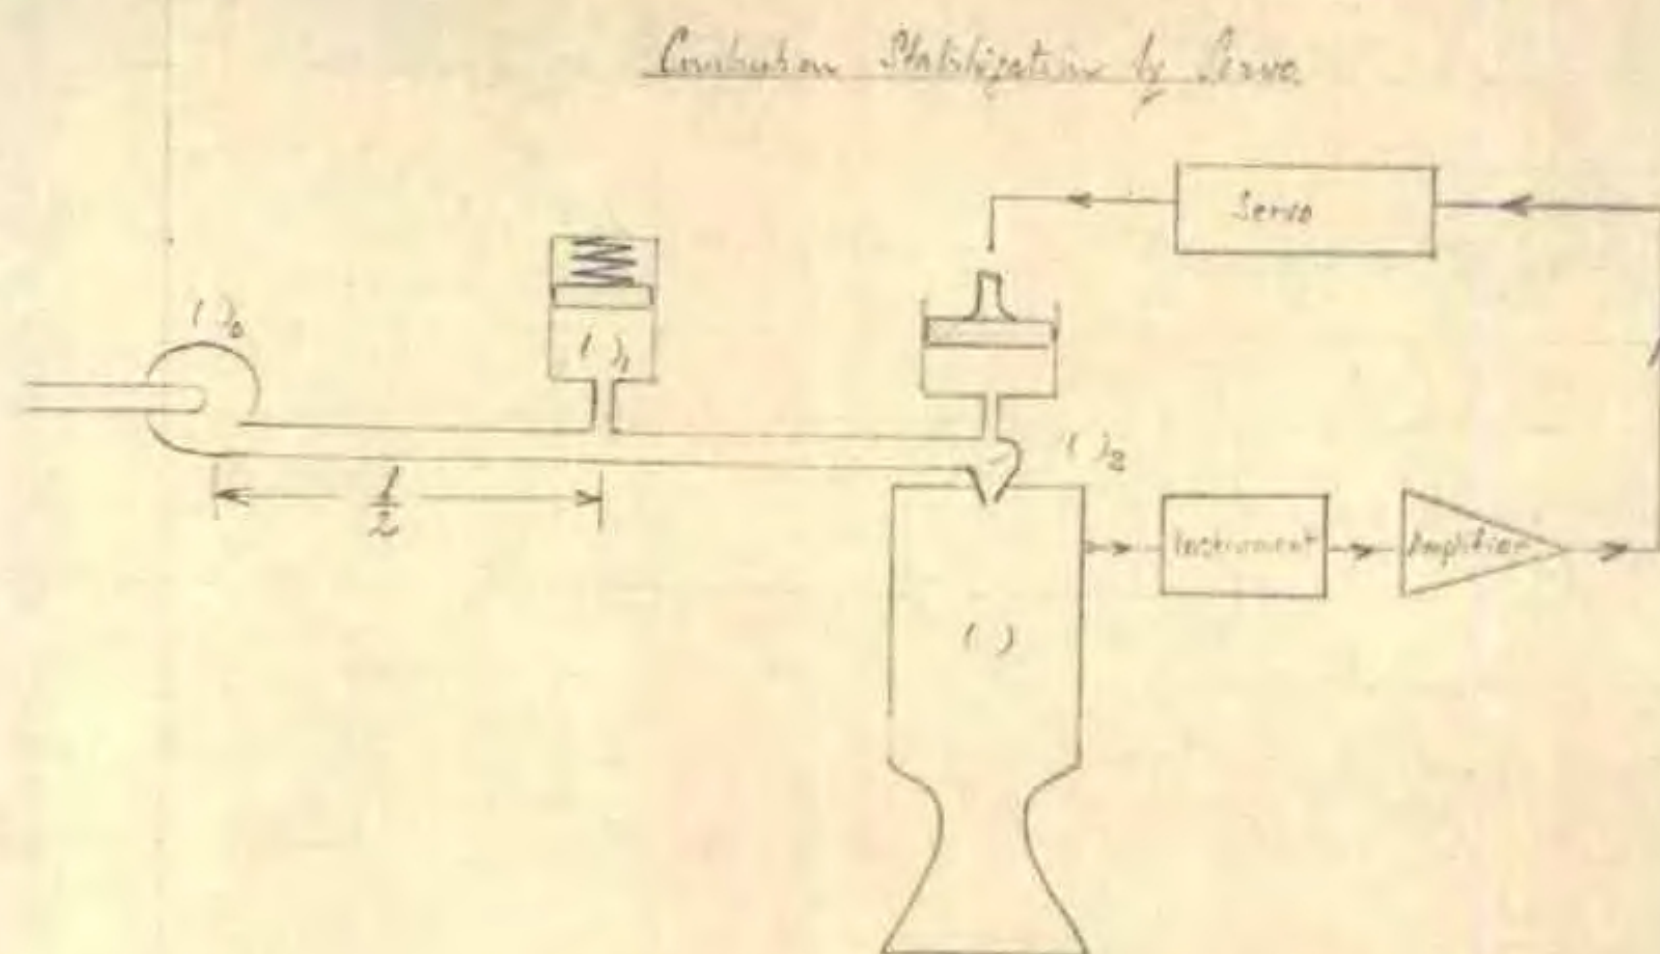 Combustion Stabilization by Servo
Servo
( )₀
( )₁
( )₂
l/2
Instrument
Amplifier
( )